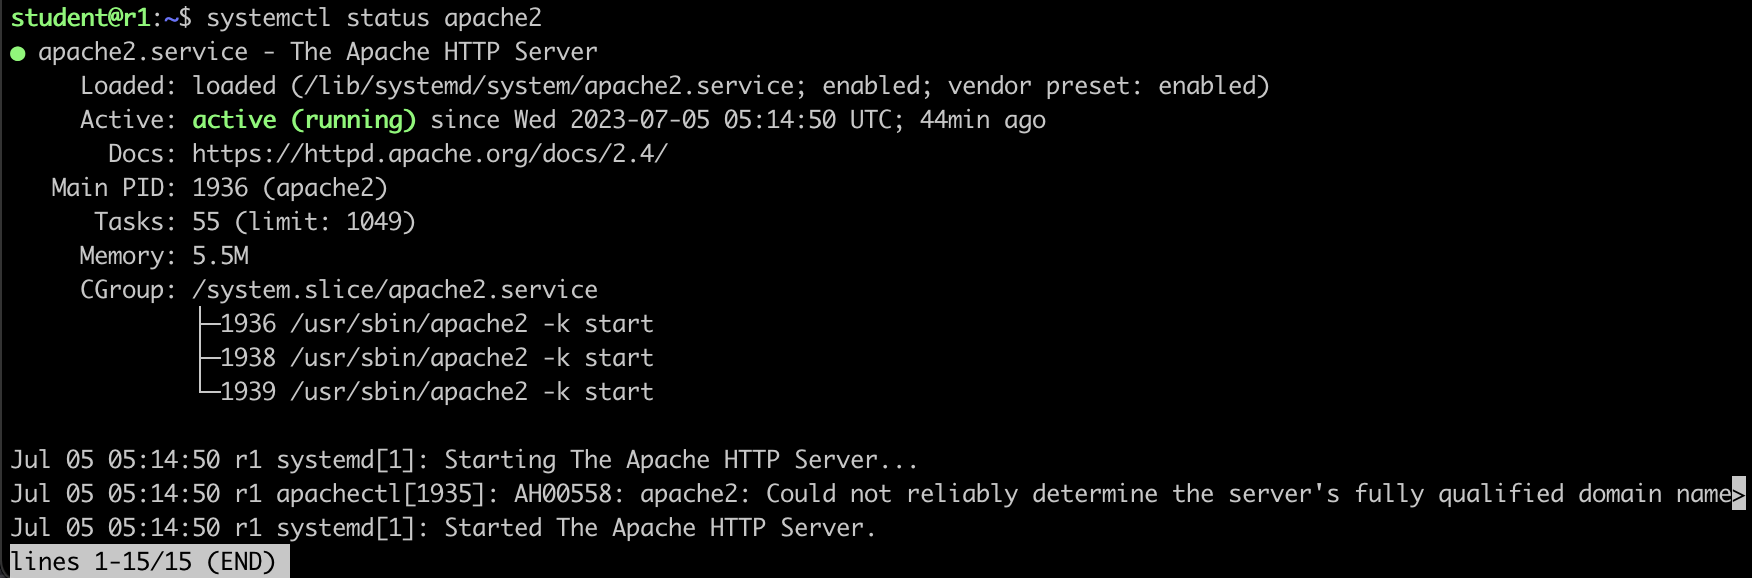 student@r1:~$ systemctl status apache2
● apache2.service - The Apache HTTP Server
     Loaded: loaded (/lib/systemd/system/apache2.service; enabled; vendor preset: enabled)
     Active: active (running) since Wed 2023-07-05 05:14:50 UTC; 44min ago
       Docs: https://httpd.apache.org/docs/2.4/
   Main PID: 1936 (apache2)
      Tasks: 55 (limit: 1049)
     Memory: 5.5M
     CGroup: /system.slice/apache2.service
             ├─1936 /usr/sbin/apache2 -k start
             ├─1938 /usr/sbin/apache2 -k start
             └─1939 /usr/sbin/apache2 -k start

Jul 05 05:14:50 r1 systemd[1]: Starting The Apache HTTP Server...
Jul 05 05:14:50 r1 apachectl[1935]: AH00558: apache2: Could not reliably determine the server's fully qualified domain name>
Jul 05 05:14:50 r1 systemd[1]: Started The Apache HTTP Server.
lines 1-15/15 (END)